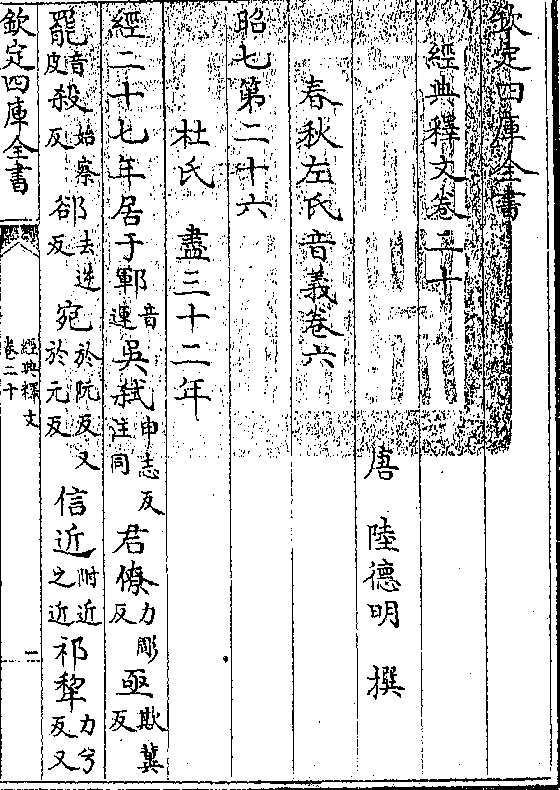 欽定四庫全書
經典釋文卷二十
唐 陸德明 撰
春秋左氏音義卷六
昭七第二十六
杜氏 盡三十二年
經二十七年居于鄆音運吳弒申志反注同君僚力彫反亟欺冀反
罷音皮殺始察反郤去逆反宛於阮反又於元反信近附近之近祁犂力兮反又
欽定四庫全書
經典釋文
卷二十
一